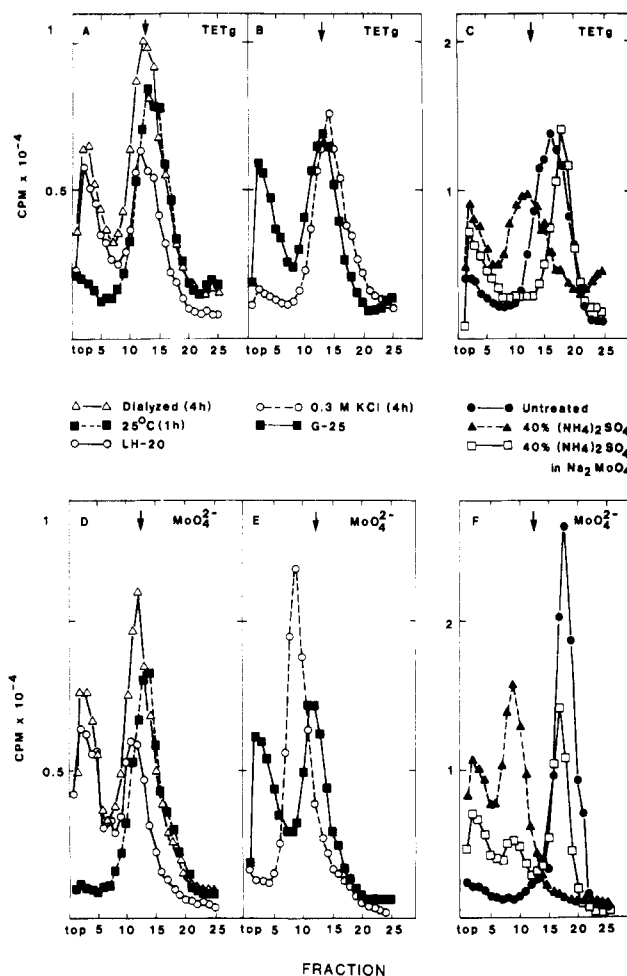 A TETg
B TETg
C TETg
1
0.5
2
1
CPM x 10⁻⁴
top 5 10 15 20 25
top 5 10 15 20 25
top 5 10 15 20 25
△—△ Dialyzed (4h)
■--■ 25°C (1h)
○—○ LH-20
○--○ 0.3 M KCl (4h)
■—■ G-25
●—● Untreated
▲--▲ 40% (NH4)2SO4
□—□ 40% (NH4)2SO4
in Na2MoO4
D MoO₄²⁻
E MoO₄²⁻
F MoO₄²⁻
1
0.5
2
1
CPM x 10⁻⁴
top 5 10 15 20 25
top 5 10 15 20 25
top 5 10 15 20 25
FRACTION